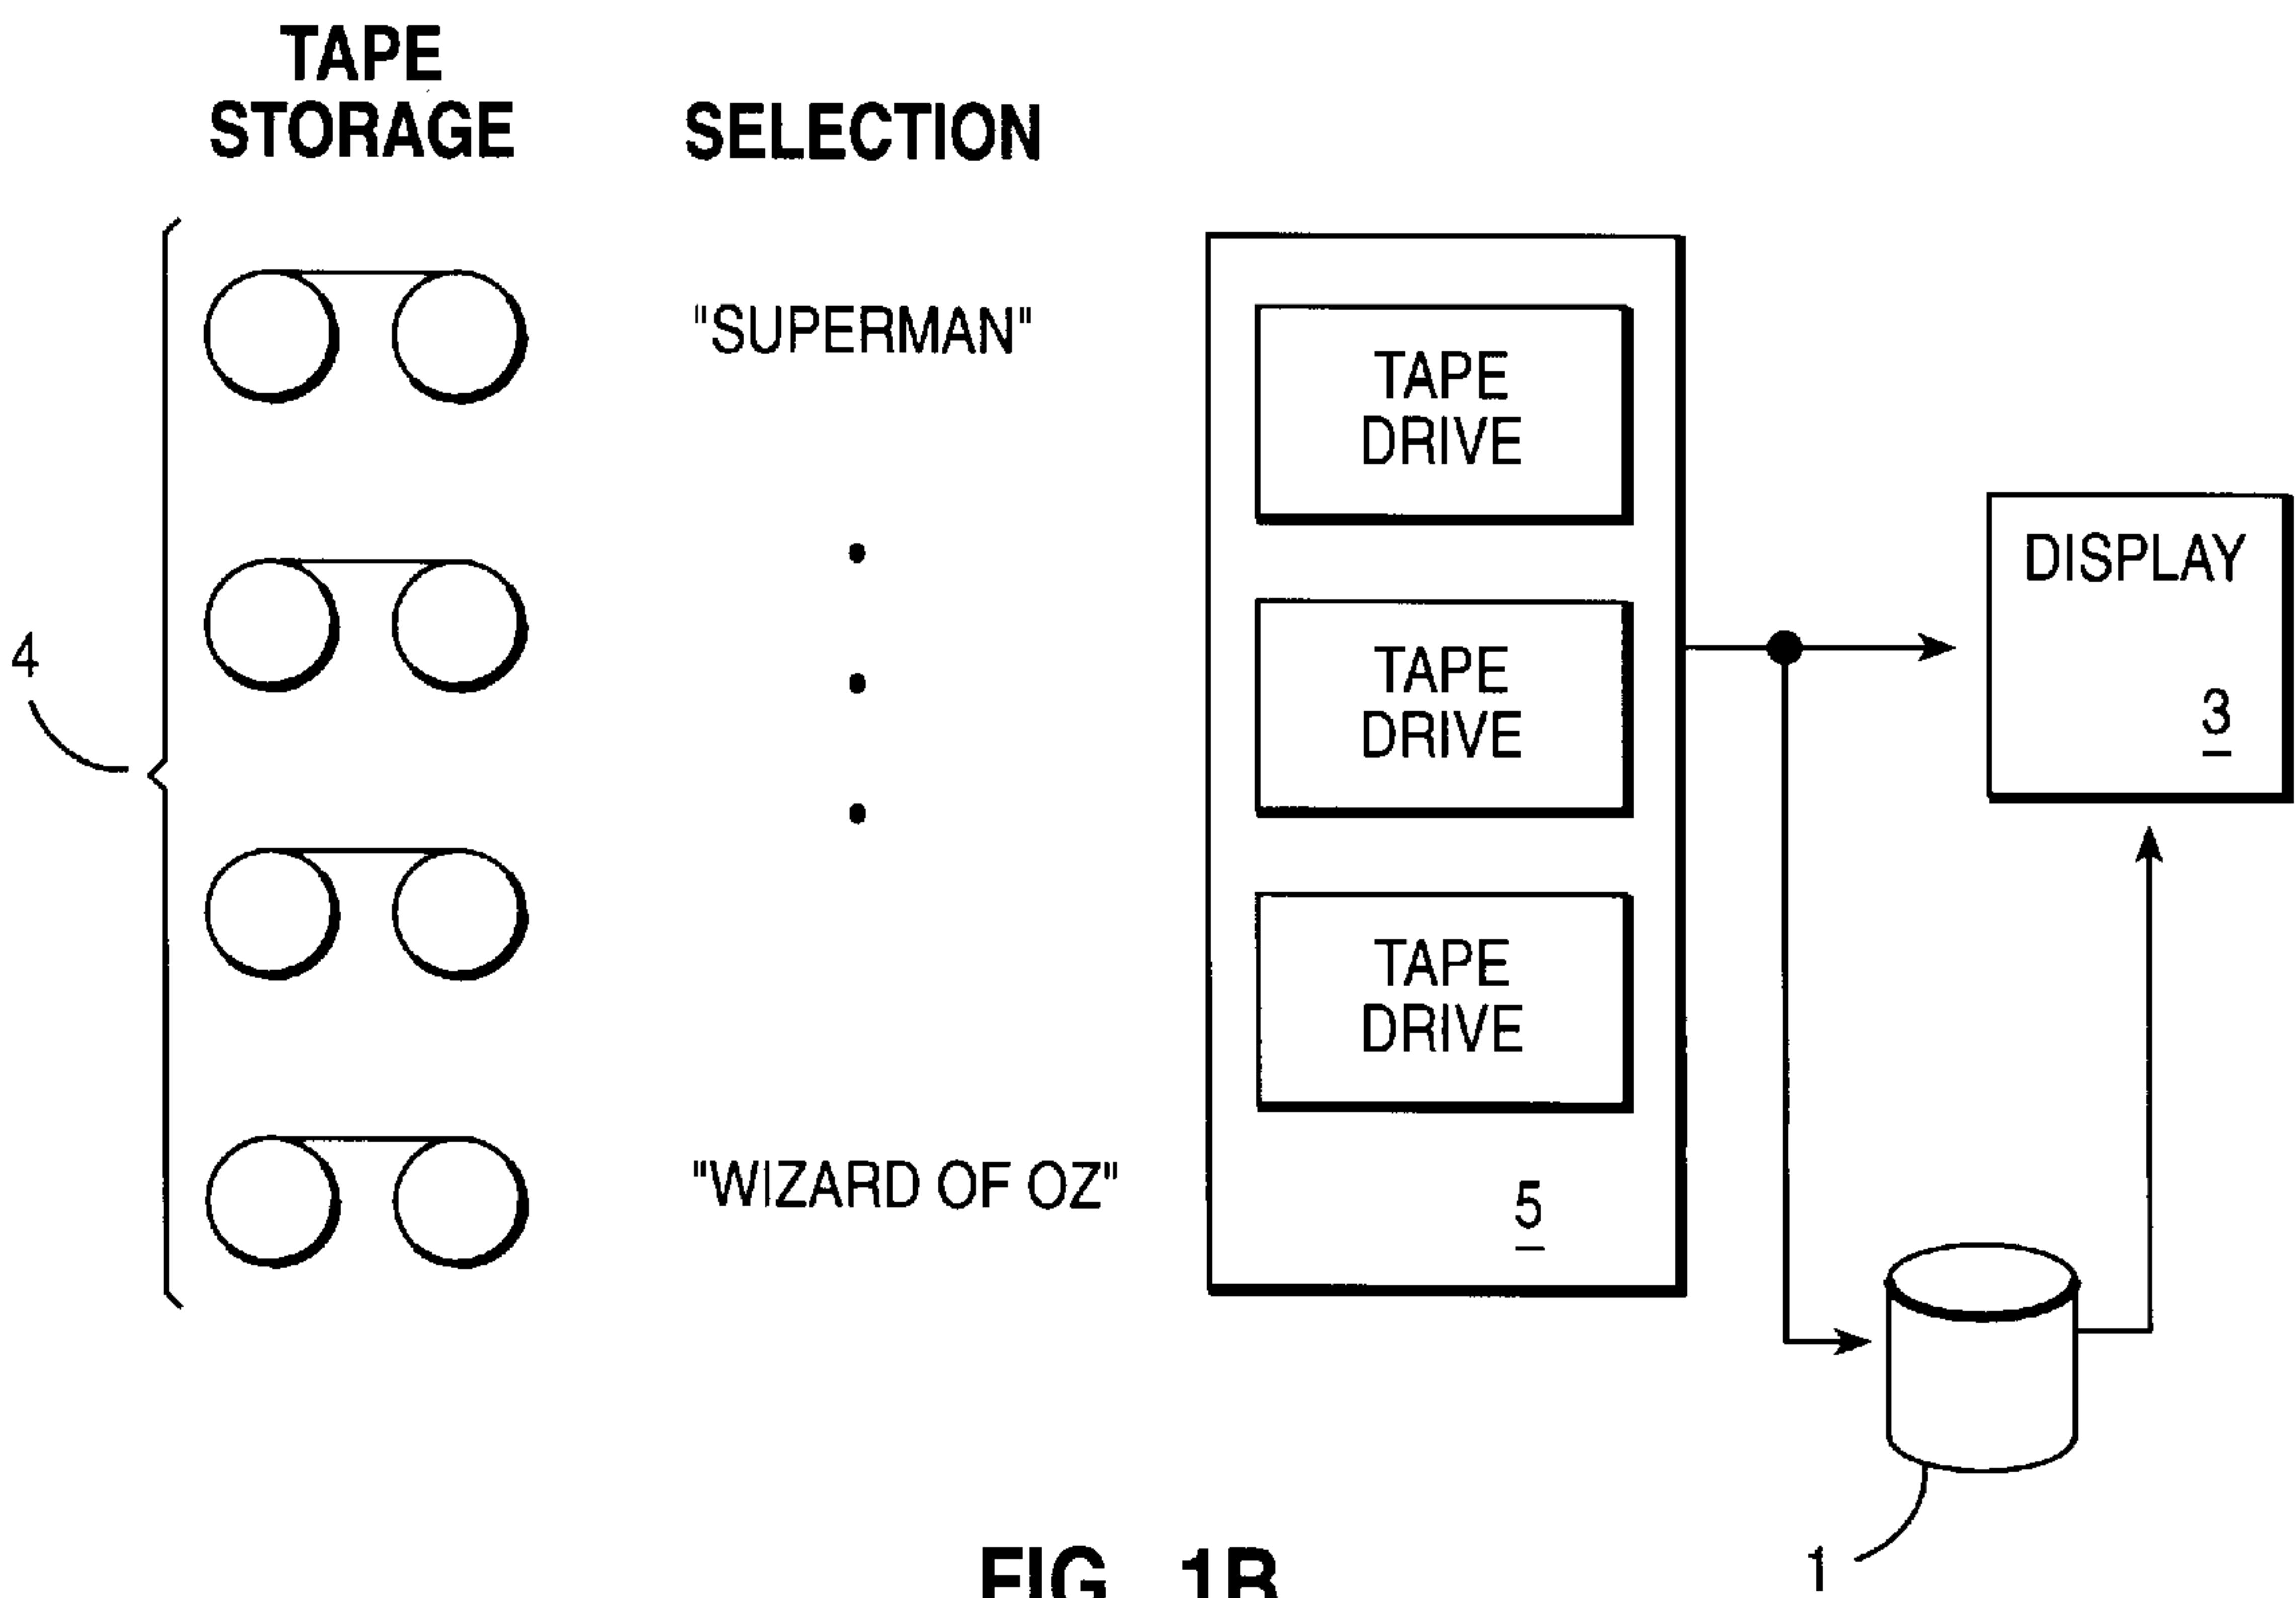 TAPE
STORAGE
SELECTION
"SUPERMAN"
"WIZARD OF OZ"
4
TAPE
DRIVE
TAPE
DRIVE
TAPE
DRIVE
5
DISPLAY
3
1
FIG. 1B